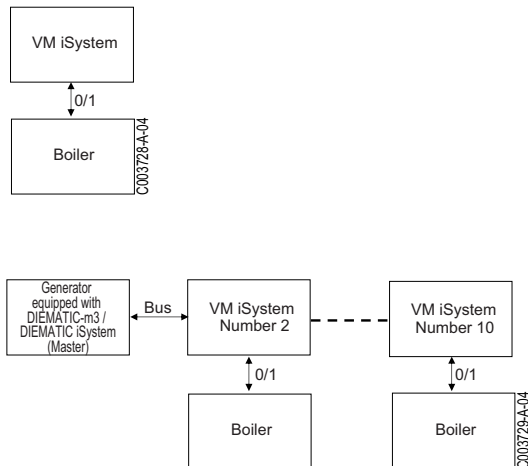 VM iSystem
0/1
Boiler
C003728-A-04
Generator
equipped with
DIEMATIC-m3 /
DIEMATIC iSystem
(Master)
Bus
VM iSystem
Number 2
VM iSystem
Number 10
0/1
0/1
Boiler
Boiler
C003729-A-04